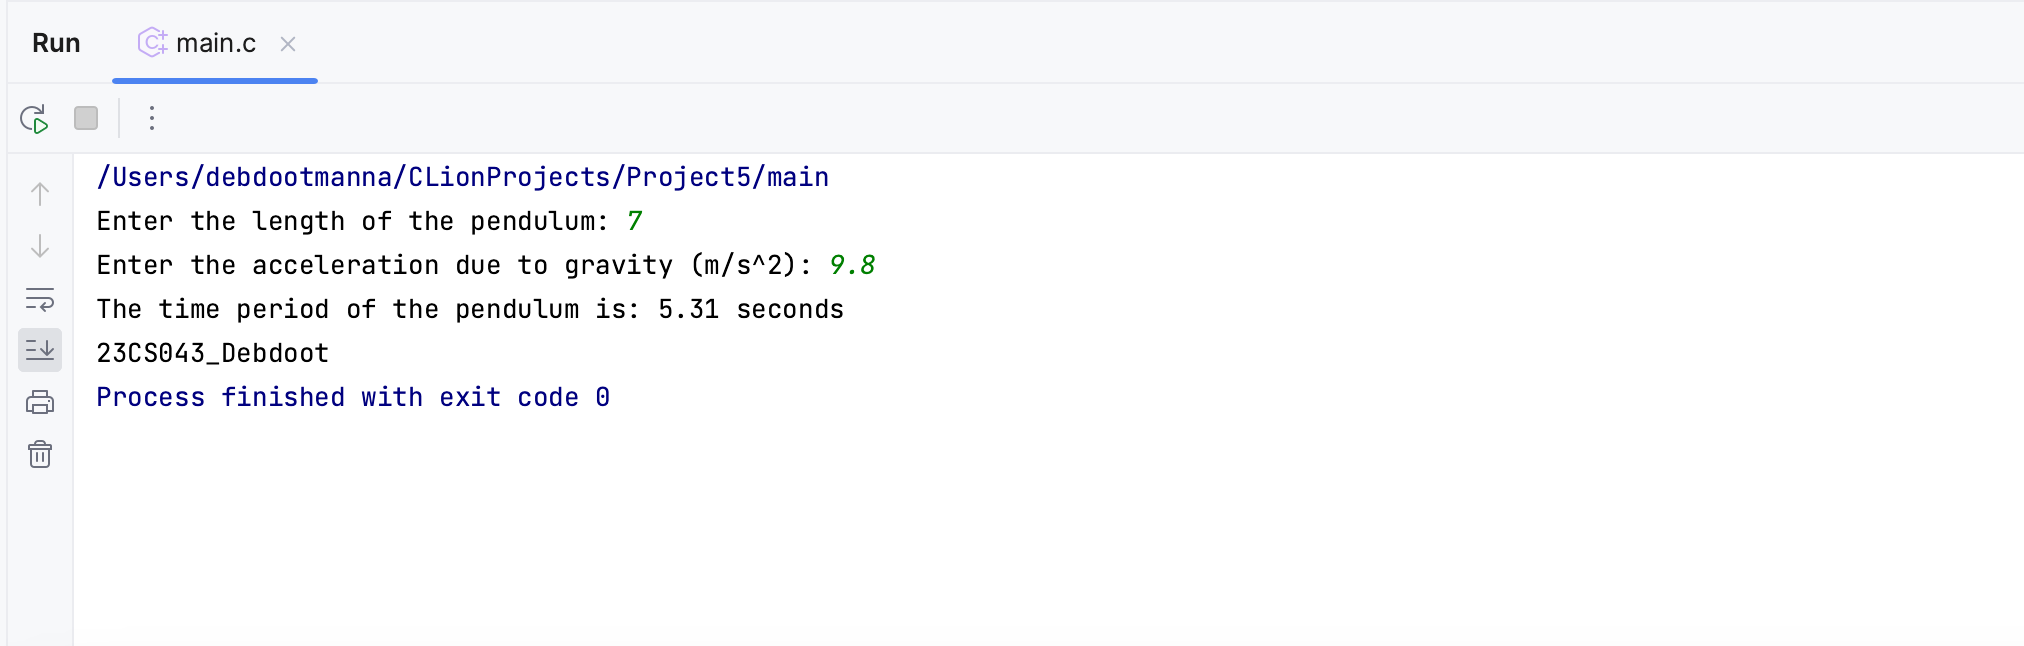 Run main.c
/Users/debdootmanna/CLionProjects/Project5/main
Enter the length of the pendulum: 7
Enter the acceleration due to gravity (m/s^2): 9.8
The time period of the pendulum is: 5.31 seconds
23CS043_Debdoot
Process finished with exit code 0